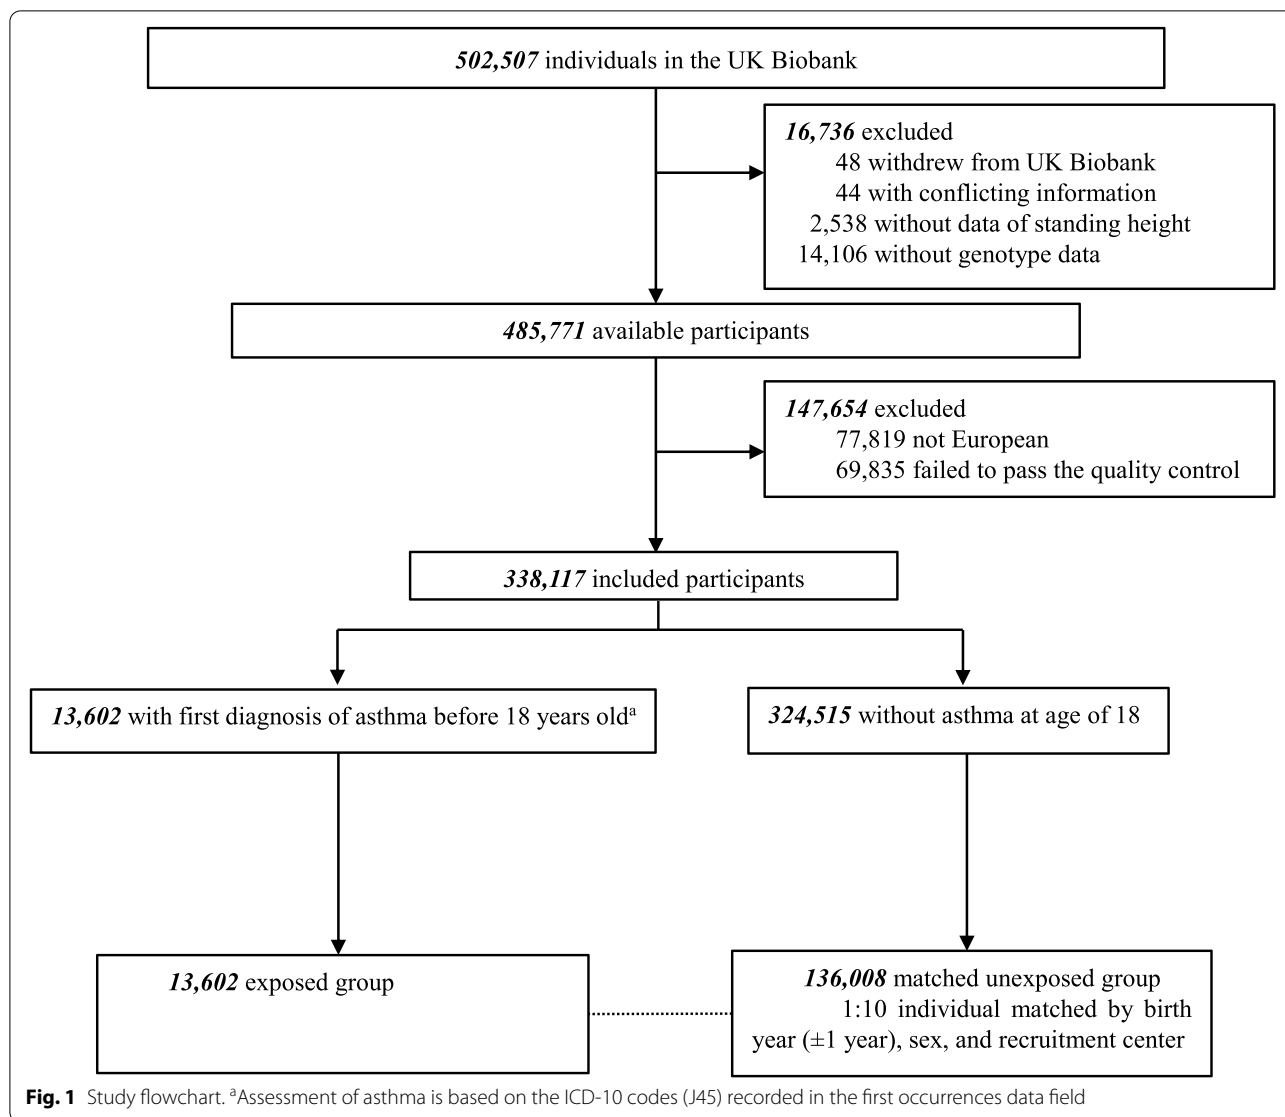 502,507 individuals in the UK Biobank
16,736 excluded
48 withdrew from UK Biobank
44 with conflicting information
2,538 without data of standing height
14,106 without genotype data
485,771 available participants
147,654 excluded
77,819 not European
69,835 failed to pass the quality control
338,117 included participants
13,602 with first diagnosis of asthma before 18 years oldᵃ
324,515 without asthma at age of 18
13,602 exposed group
136,008 matched unexposed group
1:10 individual matched by birth
year (±1 year), sex, and recruitment center
Fig. 1 Study flowchart. ᵃAssessment of asthma is based on the ICD-10 codes (J45) recorded in the first occurrences data field